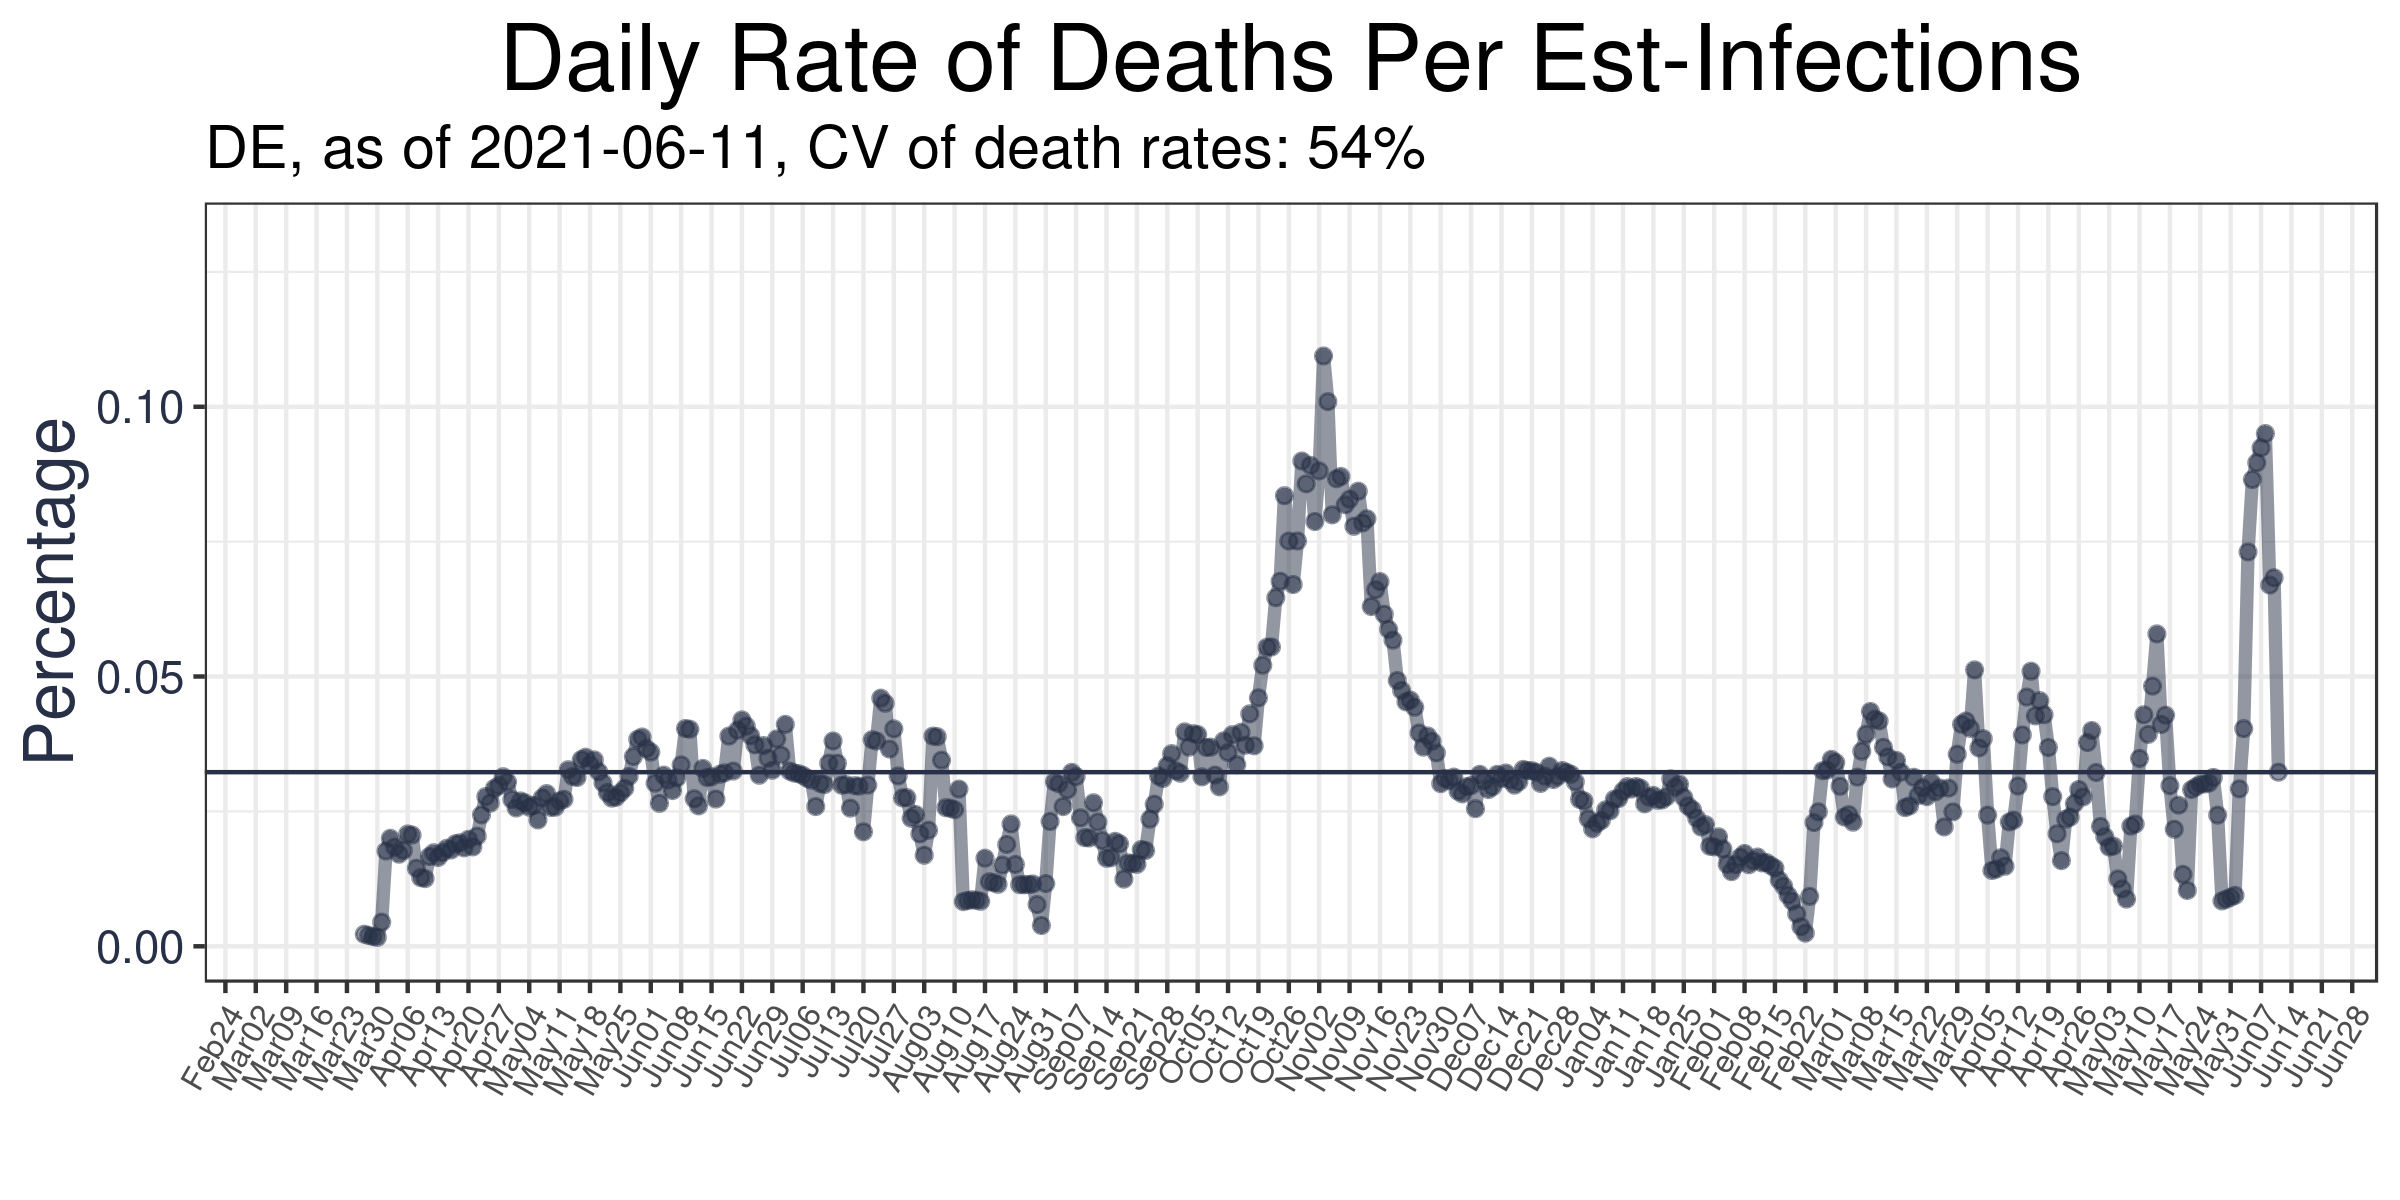 Daily Rate of Deaths Per Est-Infections
DE, as of 2021-06-11, CV of death rates: 54%
Percentage
0.10
0.05
0.00
Feb24
Mar02
Mar09
Mar16
Mar23
Mar30
Apr06
Apr13
Apr20
Apr27
May04
May11
May18
May25
Jun01
Jun08
Jun15
Jun22
Jun29
Jul06
Jul13
Jul20
Jul27
Aug03
Aug10
Aug17
Aug24
Aug31
Sep07
Sep14
Sep21
Sep28
Oct05
Oct12
Oct19
Oct26
Nov02
Nov09
Nov16
Nov23
Nov30
Dec07
Dec14
Dec21
Dec28
Jan04
Jan11
Jan18
Jan25
Feb01
Feb08
Feb15
Feb22
Mar01
Mar08
Mar15
Mar22
Mar29
Apr05
Apr12
Apr19
Apr26
May03
May10
May17
May24
May31
Jun07
Jun14
Jun21
Jun28